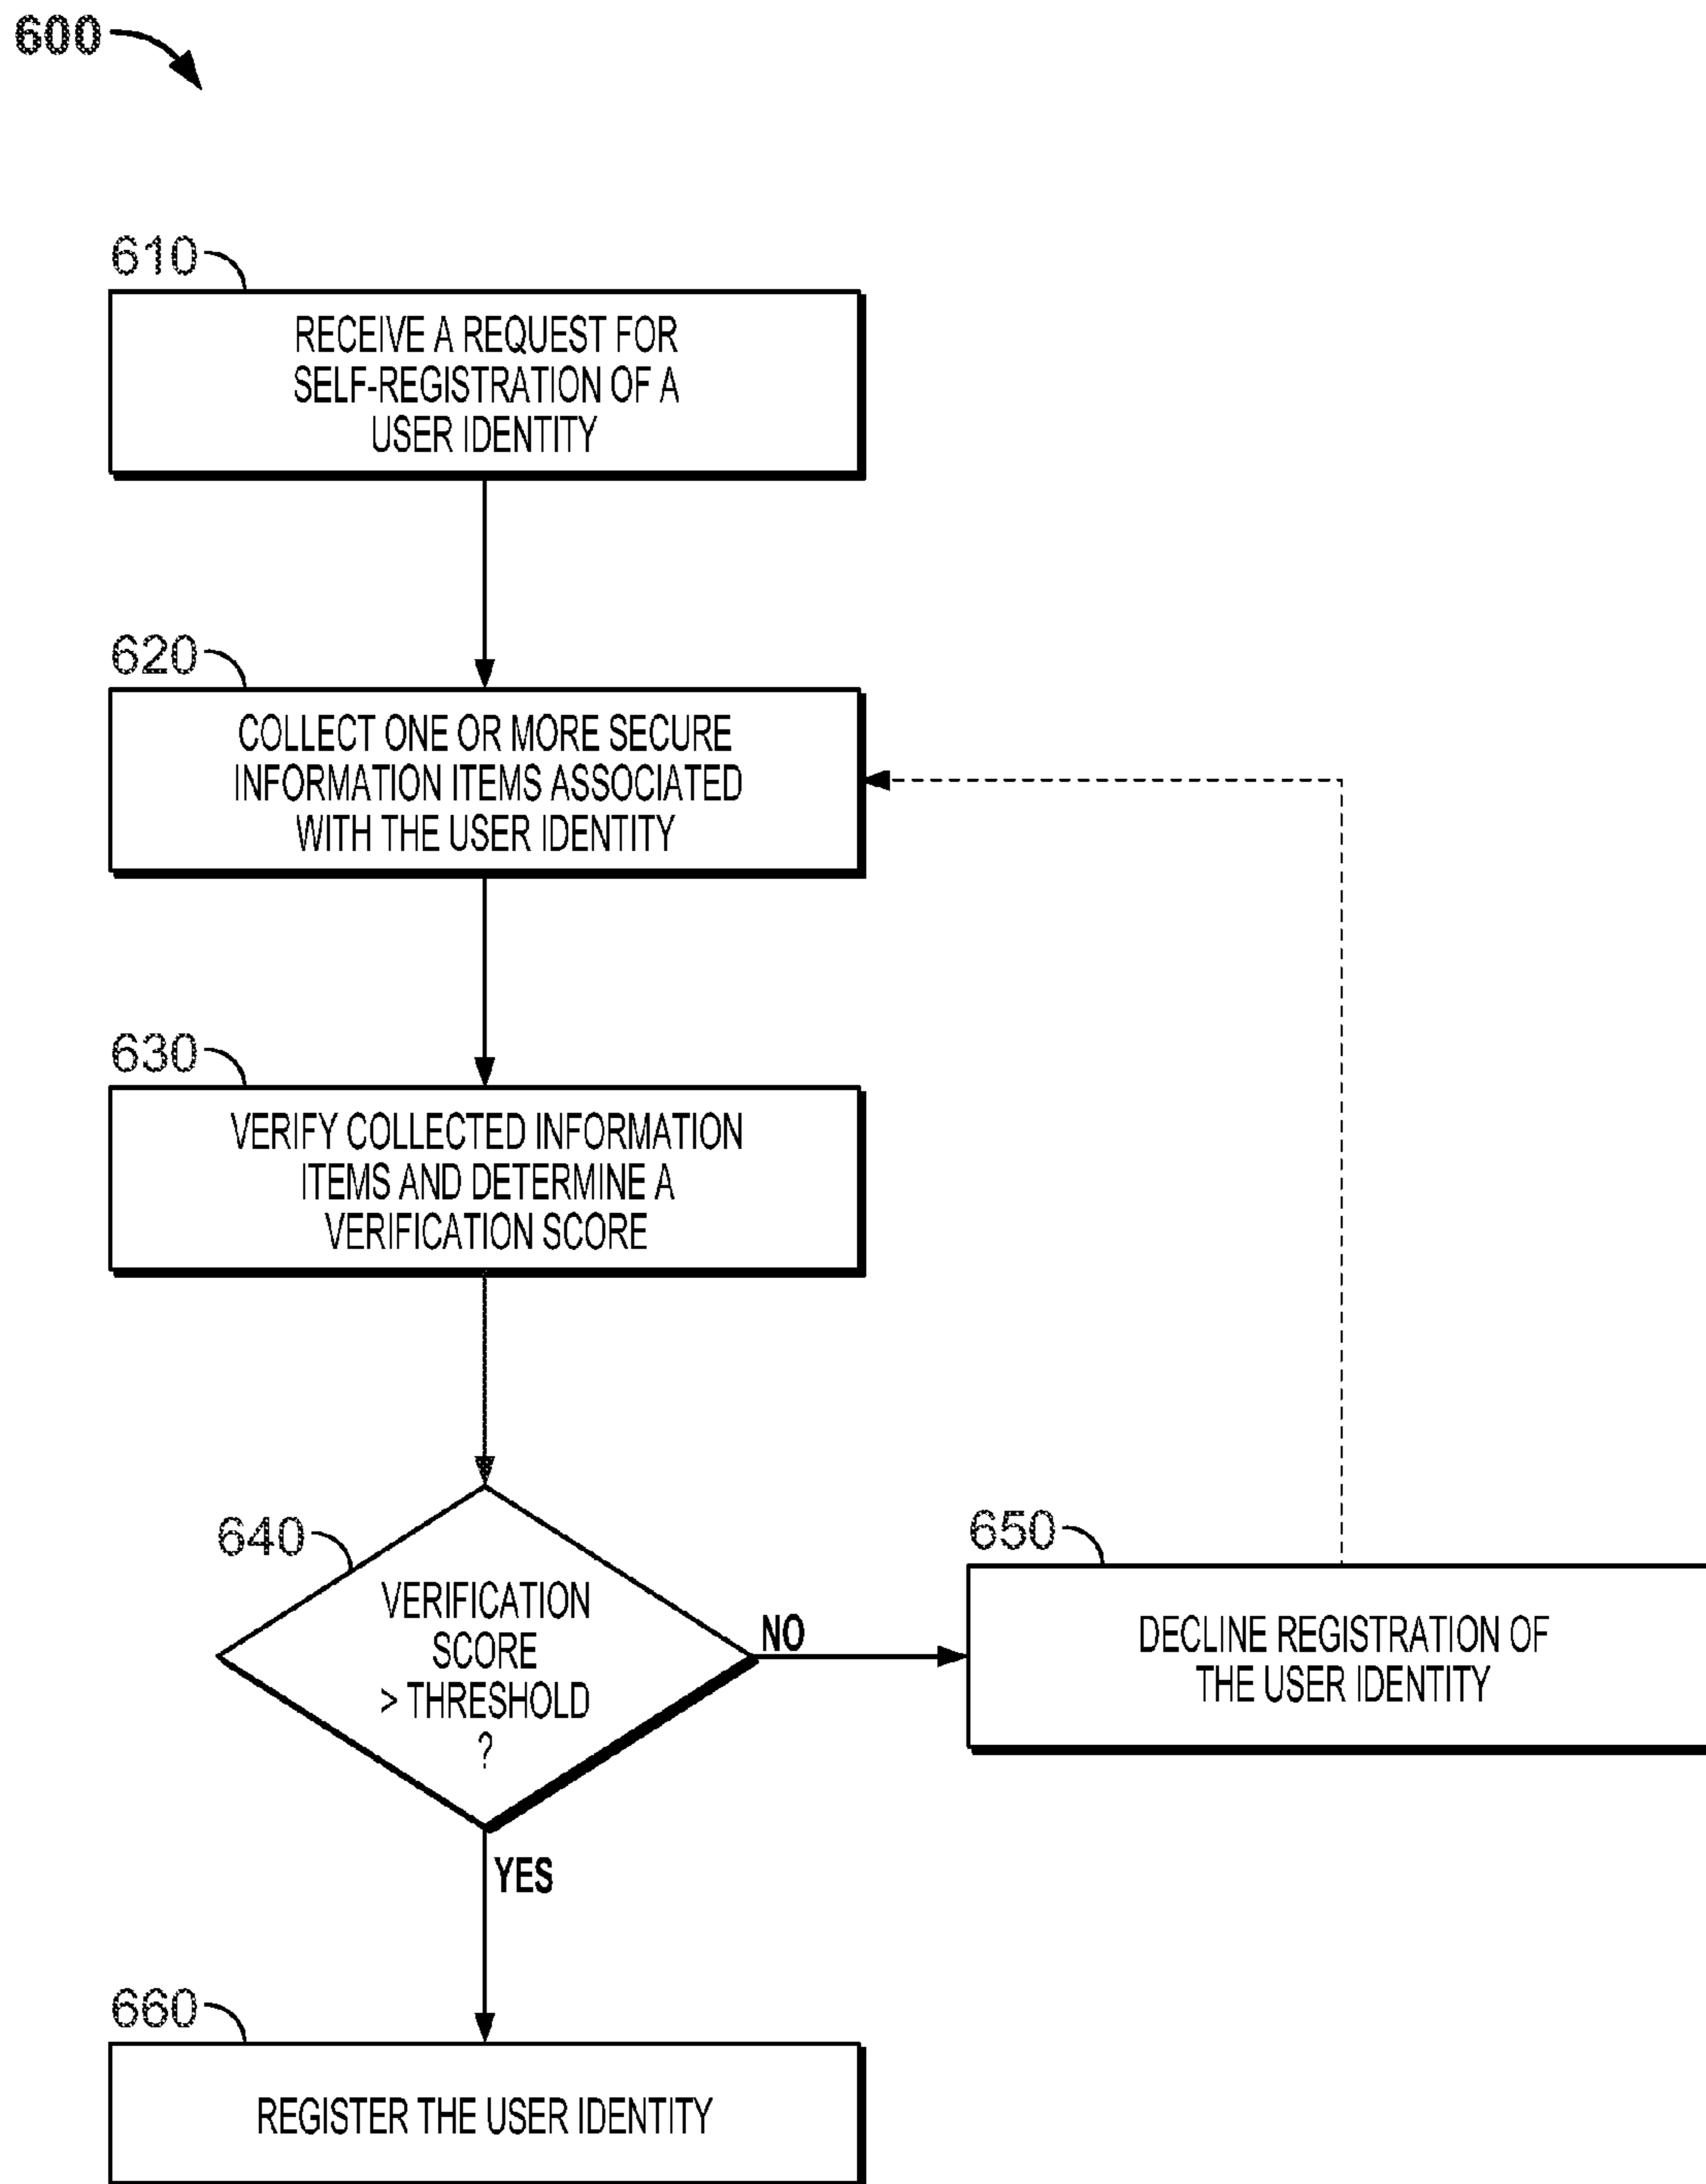 600
610
RECEIVE A REQUEST FOR
SELF-REGISTRATION OF A
USER IDENTITY
620
COLLECT ONE OR MORE SECURE
INFORMATION ITEMS ASSOCIATED
WITH THE USER IDENTITY
630
VERIFY COLLECTED INFORMATION
ITEMS AND DETERMINE A
VERIFICATION SCORE
640
VERIFICATION
SCORE
> THRESHOLD
?
NO
650
DECLINE REGISTRATION OF
THE USER IDENTITY
YES
660
REGISTER THE USER IDENTITY